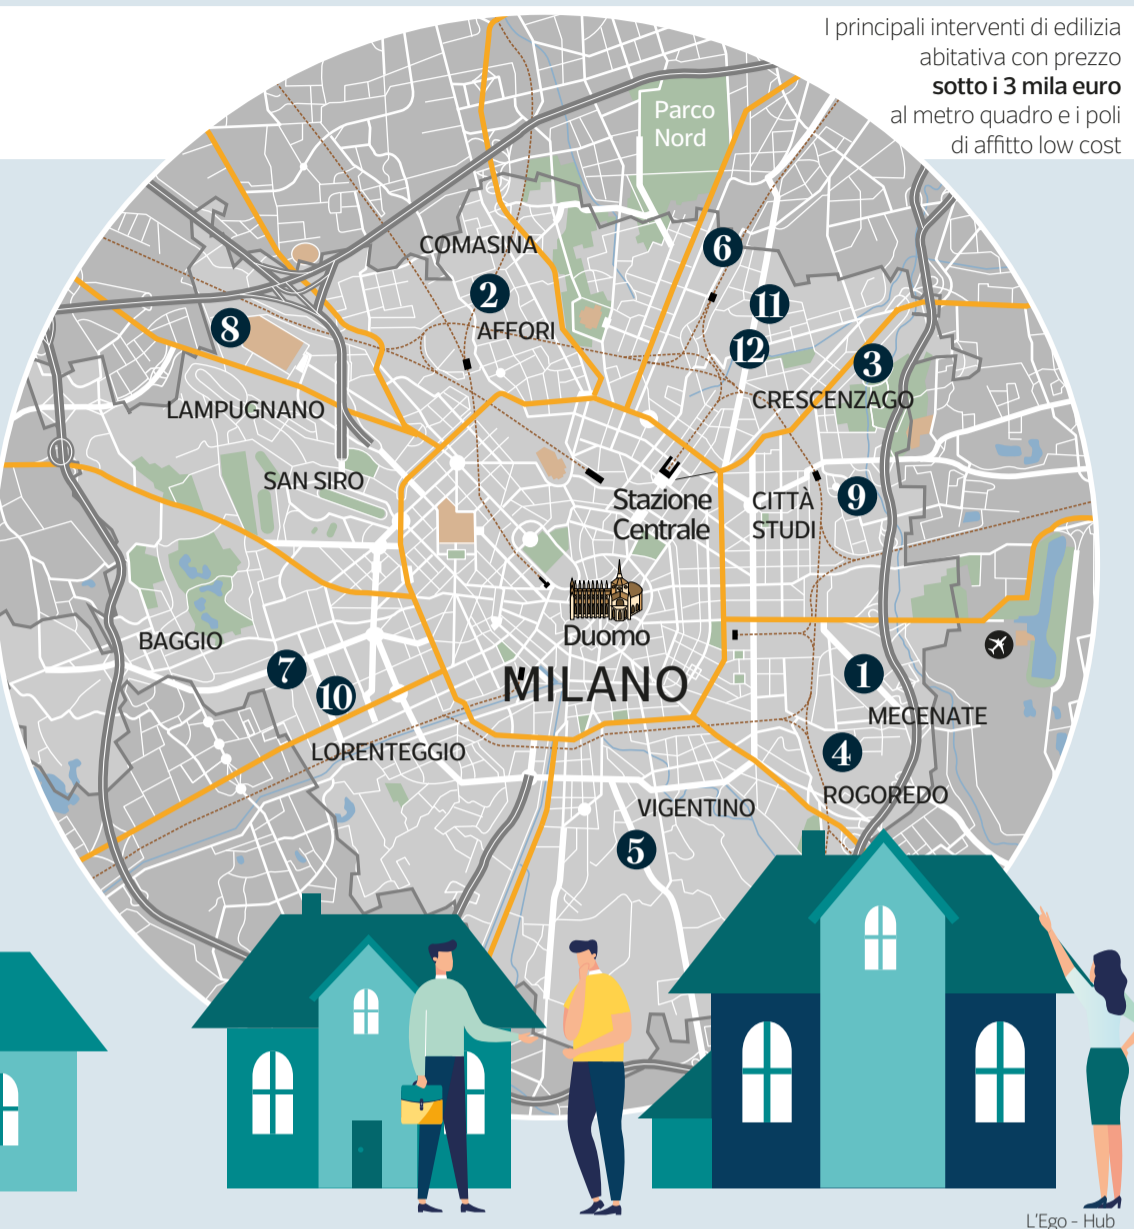 I principali interventi di edilizia
abitativa con prezzo
sotto i 3 mila euro
al metro quadro e i poli
di affitto low cost
Parco
Nord
6
COMASINA
2
11
8
AFFORI
12
3
LAMPUGNANO
CRESCENZAGO
SAN SIRO
Stazione
Centrale
CITTÀ
STUDI
9
Duomo
BAGGIO
7
10
MILANO
1
MECENATE
LORENTEGGIO
4
VIGENTINO
ROGOREDO
5
L'Ego - Hub